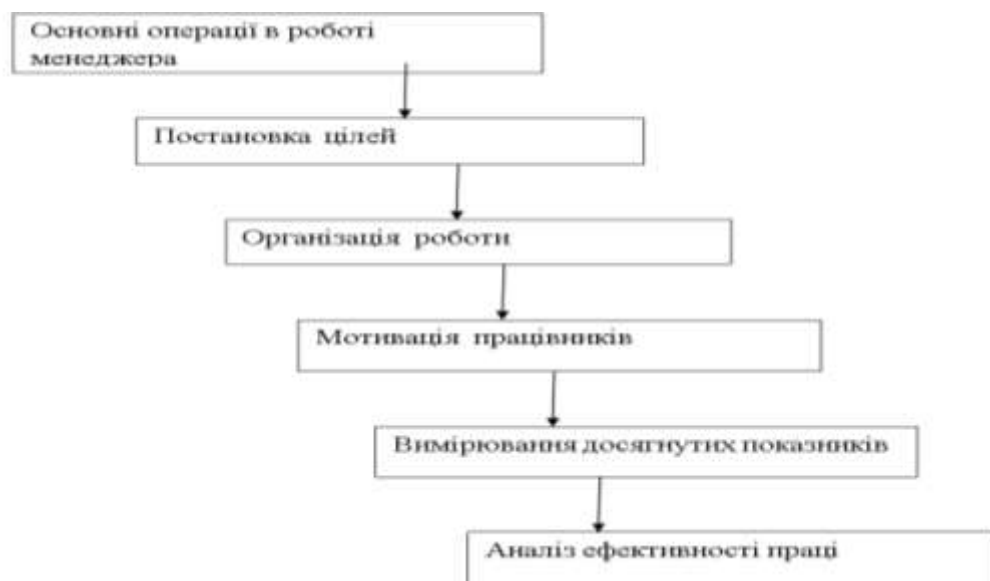 Основні операції в роботі
менеджера
Постановка цілей
Організація роботи
Мотивація працівників
Вимірювання досягнутих показників
Аналіз ефективності праці